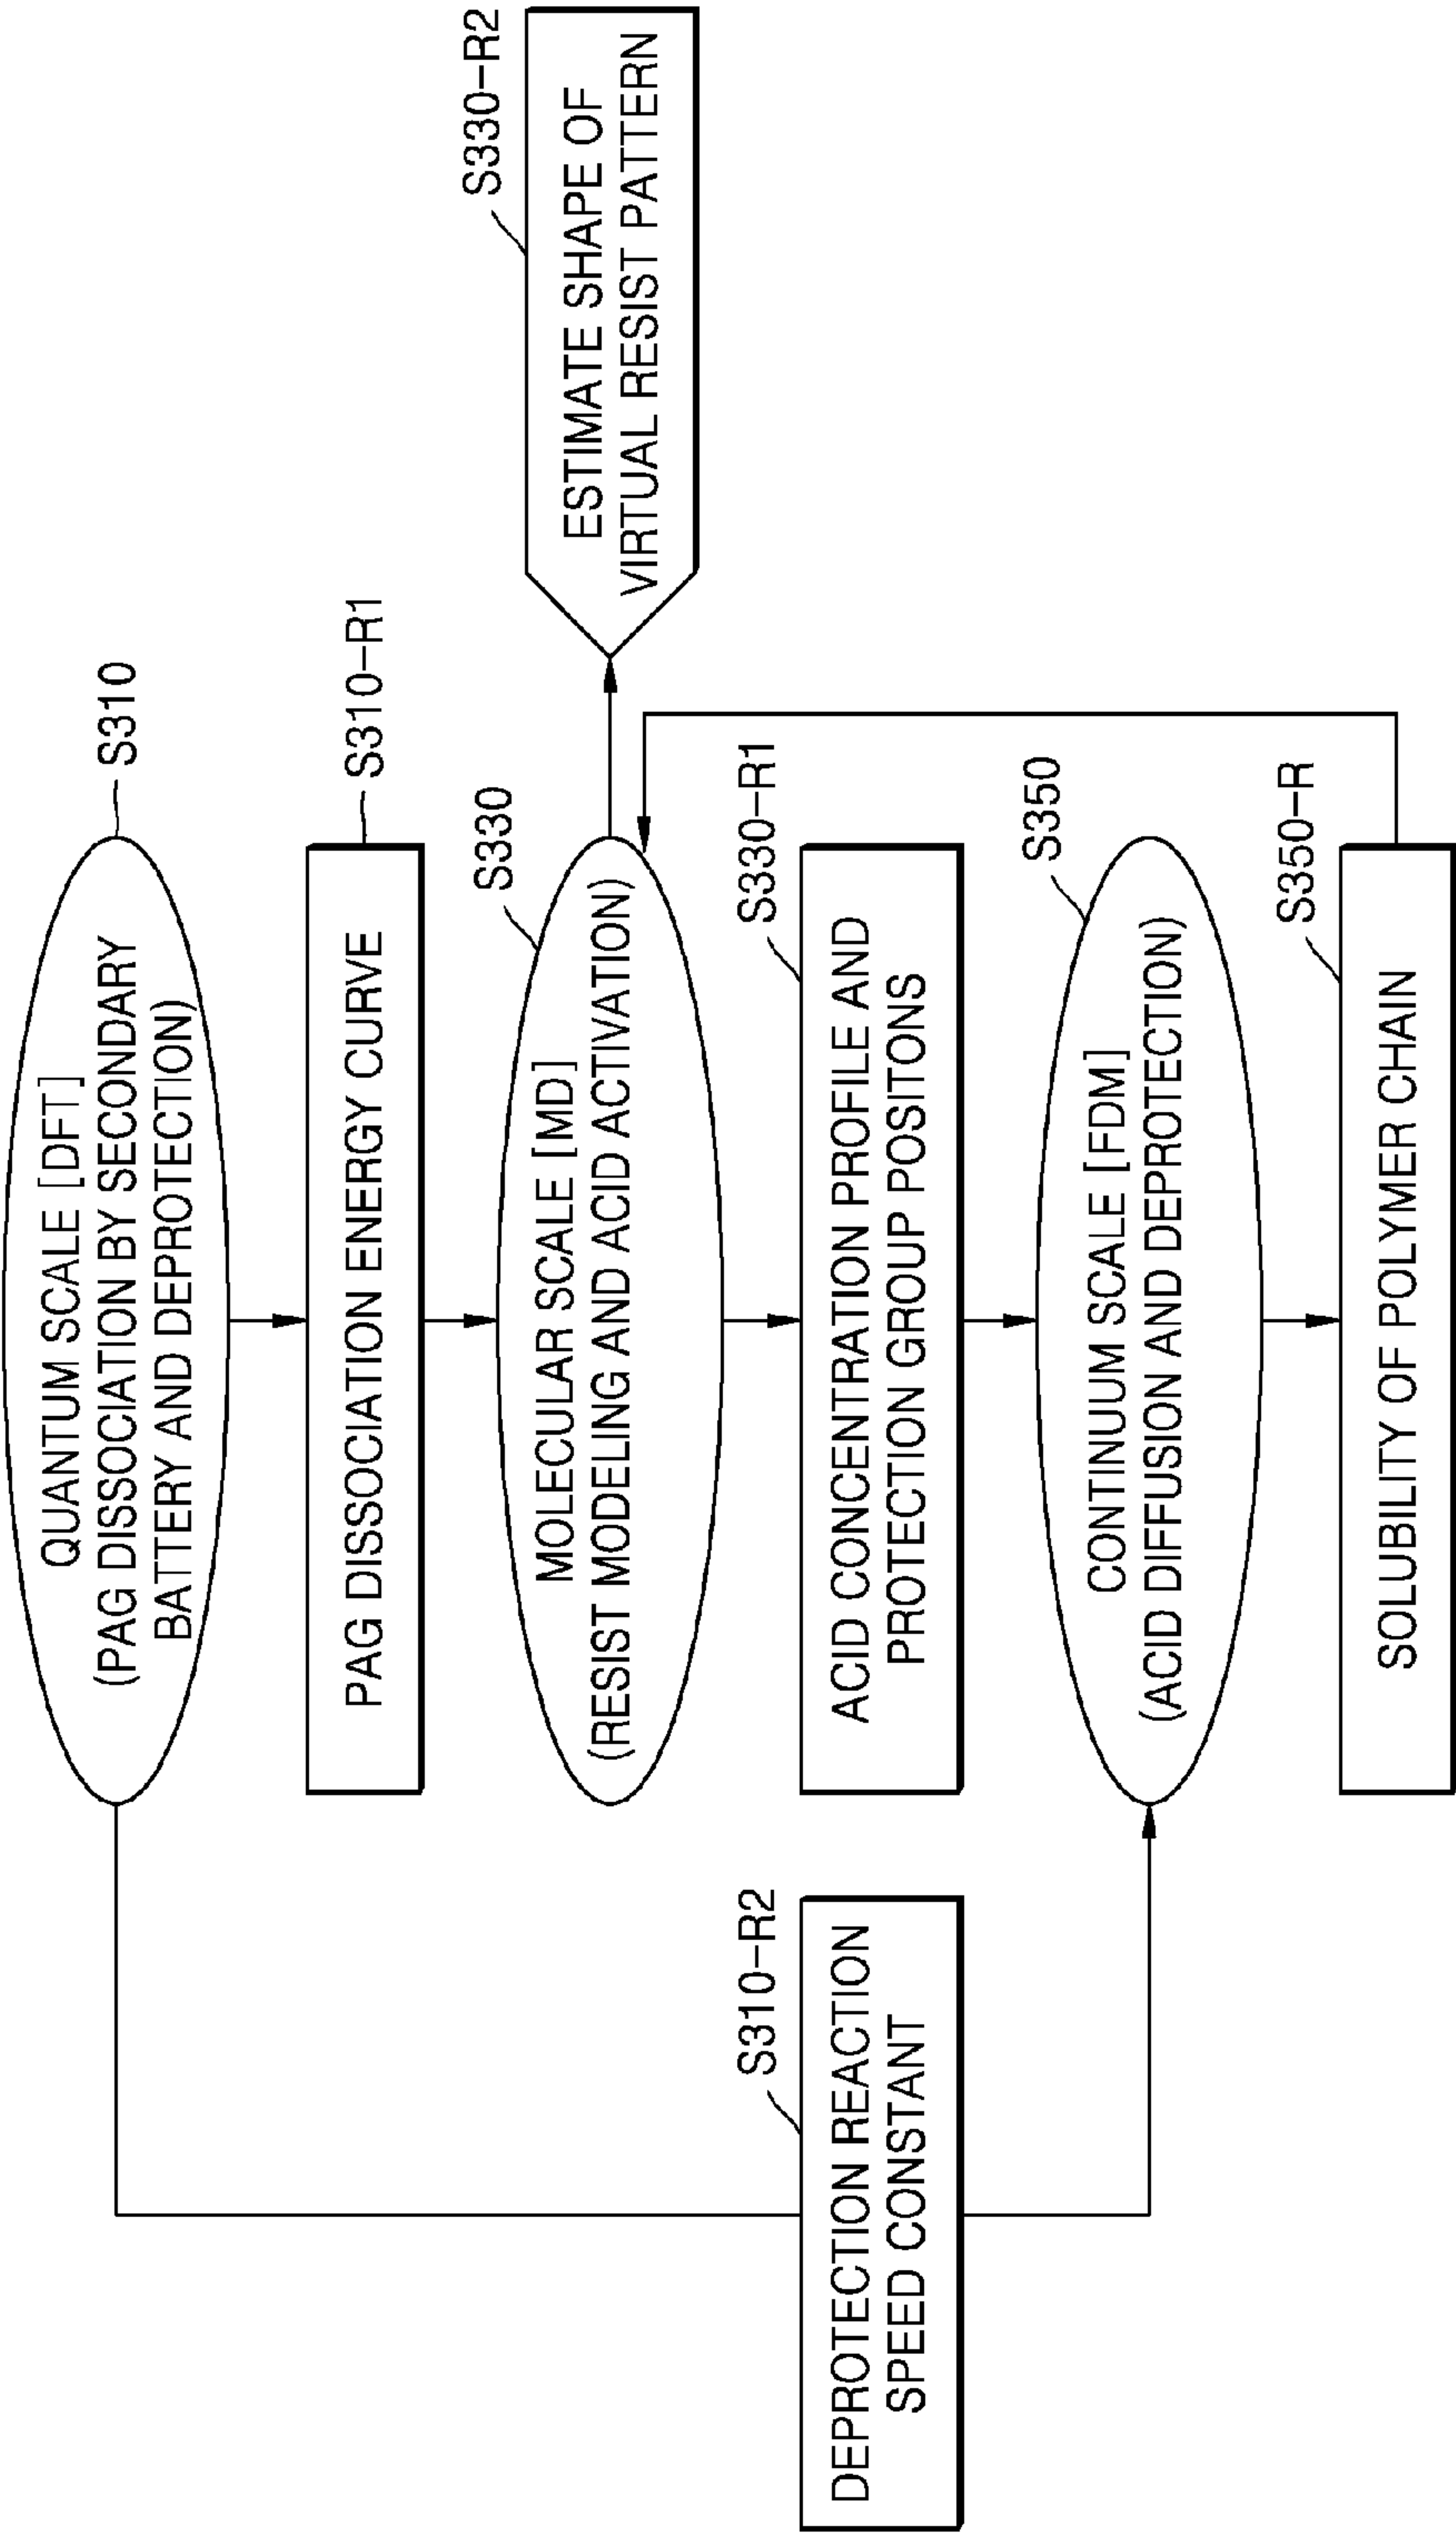 QUANTUM SCALE [DFT]
(PAG DISSOCIATION BY SECONDARY
BATTERY AND DEPROTECTION)
S310
PAG DISSOCIATION ENERGY CURVE
S310-R1
MOLECULAR SCALE [MD]
(RESIST MODELING AND ACID ACTIVATION)
S330
ESTIMATE SHAPE OF
VIRTUAL RESIST PATTERN
S330-R2
DEPROTECTION REACTION
SPEED CONSTANT
S310-R2
ACID CONCENTRATION PROFILE AND
PROTECTION GROUP POSITONS
S330-R1
CONTINUUM SCALE [FDM]
(ACID DIFFUSION AND DEPROTECTION)
S350
SOLUBILITY OF POLYMER CHAIN
S350-R